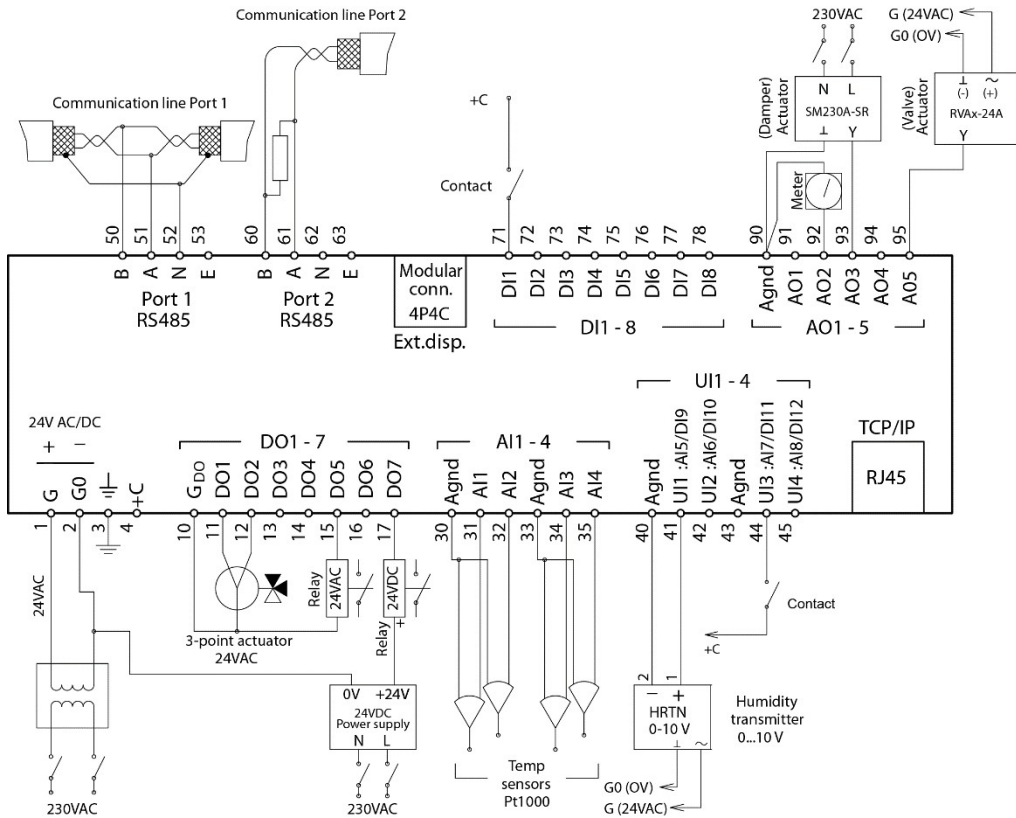 Communication line Port 2
Communication line Port 1
230VAC
G (24VAC)
G0 (OV)
N L
SM230A-SR
⊥ Y
(Damper)
Actuator
(Valve)
Actuator
⊥ ~
(-) (+)
RVAx-24A
Y
+C
Contact
Meter
50 51 52 53 60 61 62 63 71 72 73 74 75 76 77 78 90 91 92 93 94 95
B A N E
Port 1
RS485
B A N E
Port 2
RS485
Modular
conn.
4P4C
Ext.disp.
DI1 DI2 DI3 DI4 DI5 DI6 DI7 DI8
DI1 - 8
Agnd AO1 AO2 AO3 AO4 A05
AO1 - 5
UI1 - 4
24V AC/DC
+ −
G G0 ⏚ +C
DO1 - 7
GDO DO1 DO2 DO3 DO4 DO5 DO6 DO7
AI1 - 4
Agnd AI1 AI2 Agnd AI3 AI4
Agnd
UI1 :AI5/DI9
UI2 :AI6/DI10
Agnd
UI3 :AI7/DI11
UI4 :AI8/DI12
TCP/IP
RJ45
1 2 3 4 10 11 12 13 14 15 16 17 30 31 32 33 34 35 40 41 42 43 44 45
24VAC
3-point actuator
24VAC
Relay
24VAC
24VDC
Relay
+
Contact
+C
0V +24V
24VDC
Power supply
N L
2 1
− +
HRTN
0-10 V
⊥ ~
Humidity
transmitter
0...10 V
Temp
sensors
Pt1000
G0 (OV)
G (24VAC)
230VAC
230VAC